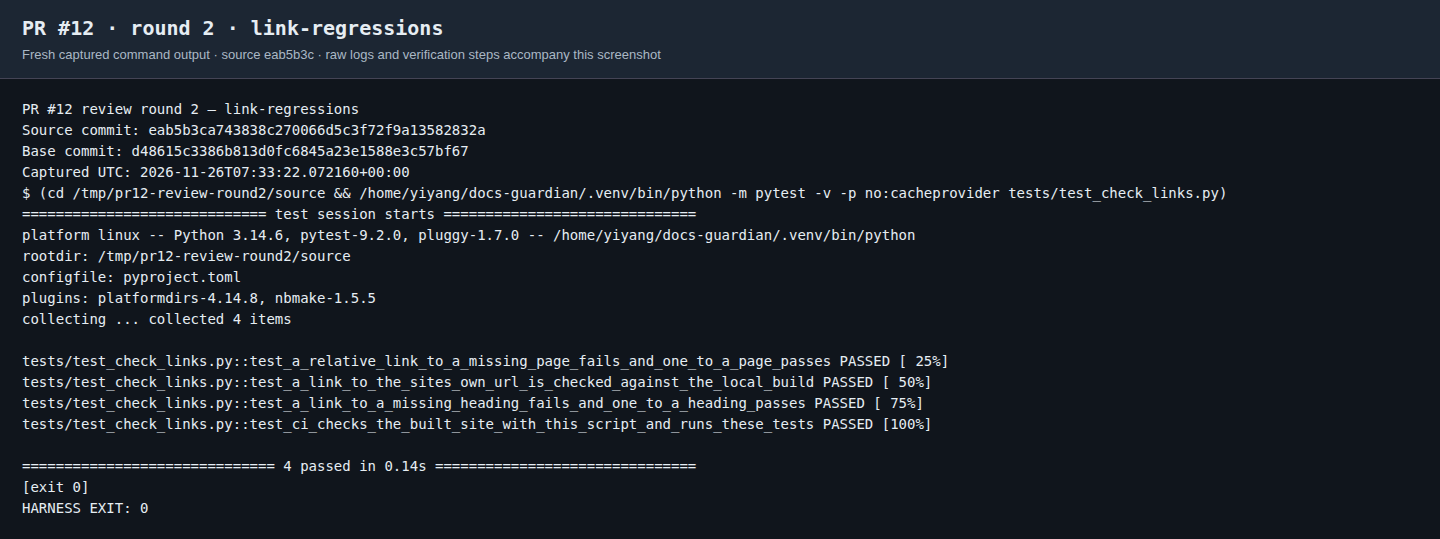 PR #12 · round 2 · link-regressions
Fresh captured command output · source eab5b3c · raw logs and verification steps accompany this screenshot
PR #12 review round 2 — link-regressions
Source commit: eab5b3ca743838c270066d5c3f72f9a13582832a
Base commit: d48615c3386b813d0fc6845a23e1588e3c57bf67
Captured UTC: 2026-11-26T07:33:22.072160+00:00
$ (cd /tmp/pr12-review-round2/source && /home/yiyang/docs-guardian/.venv/bin/python -m pytest -v -p no:cacheprovider tests/test_check_links.py)
============================= test session starts ==============================
platform linux -- Python 3.14.6, pytest-9.2.0, pluggy-1.7.0 -- /home/yiyang/docs-guardian/.venv/bin/python
rootdir: /tmp/pr12-review-round2/source
configfile: pyproject.toml
plugins: platformdirs-4.14.8, nbmake-1.5.5
collecting ... collected 4 items
tests/test_check_links.py::test_a_relative_link_to_a_missing_page_fails_and_one_to_a_page_passes PASSED [ 25%]
tests/test_check_links.py::test_a_link_to_the_sites_own_url_is_checked_against_the_local_build PASSED [ 50%]
tests/test_check_links.py::test_a_link_to_a_missing_heading_fails_and_one_to_a_heading_passes PASSED [ 75%]
tests/test_check_links.py::test_ci_checks_the_built_site_with_this_script_and_runs_these_tests PASSED [100%]
============================== 4 passed in 0.14s ===============================
[exit 0]
HARNESS EXIT: 0